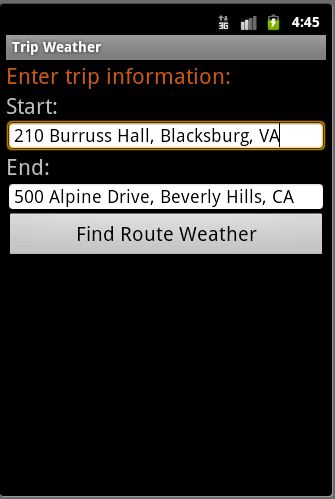 3G 4:45
Trip Weather
Enter trip information:
Start:
210 Burruss Hall, Blacksburg, VA
End:
500 Alpine Drive, Beverly Hills, CA
Find Route Weather